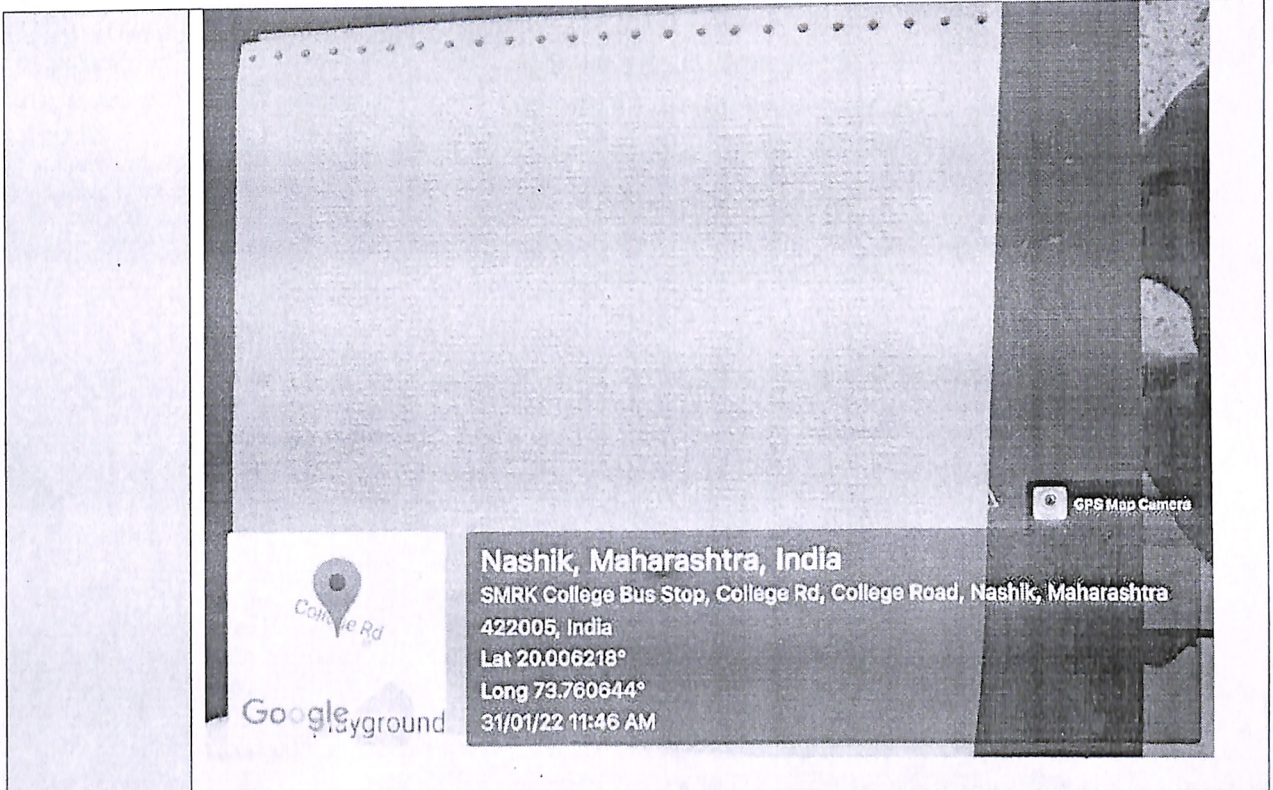 GPS Map Camera
Nashik, Maharashtra, India
SMRK College Bus Stop, College Rd, College Road, Nashik, Maharashtra
422005, India
Lat 20.006218°
Long 73.760644°
31/01/22 11:46 AM
College Rd
Google
Playground